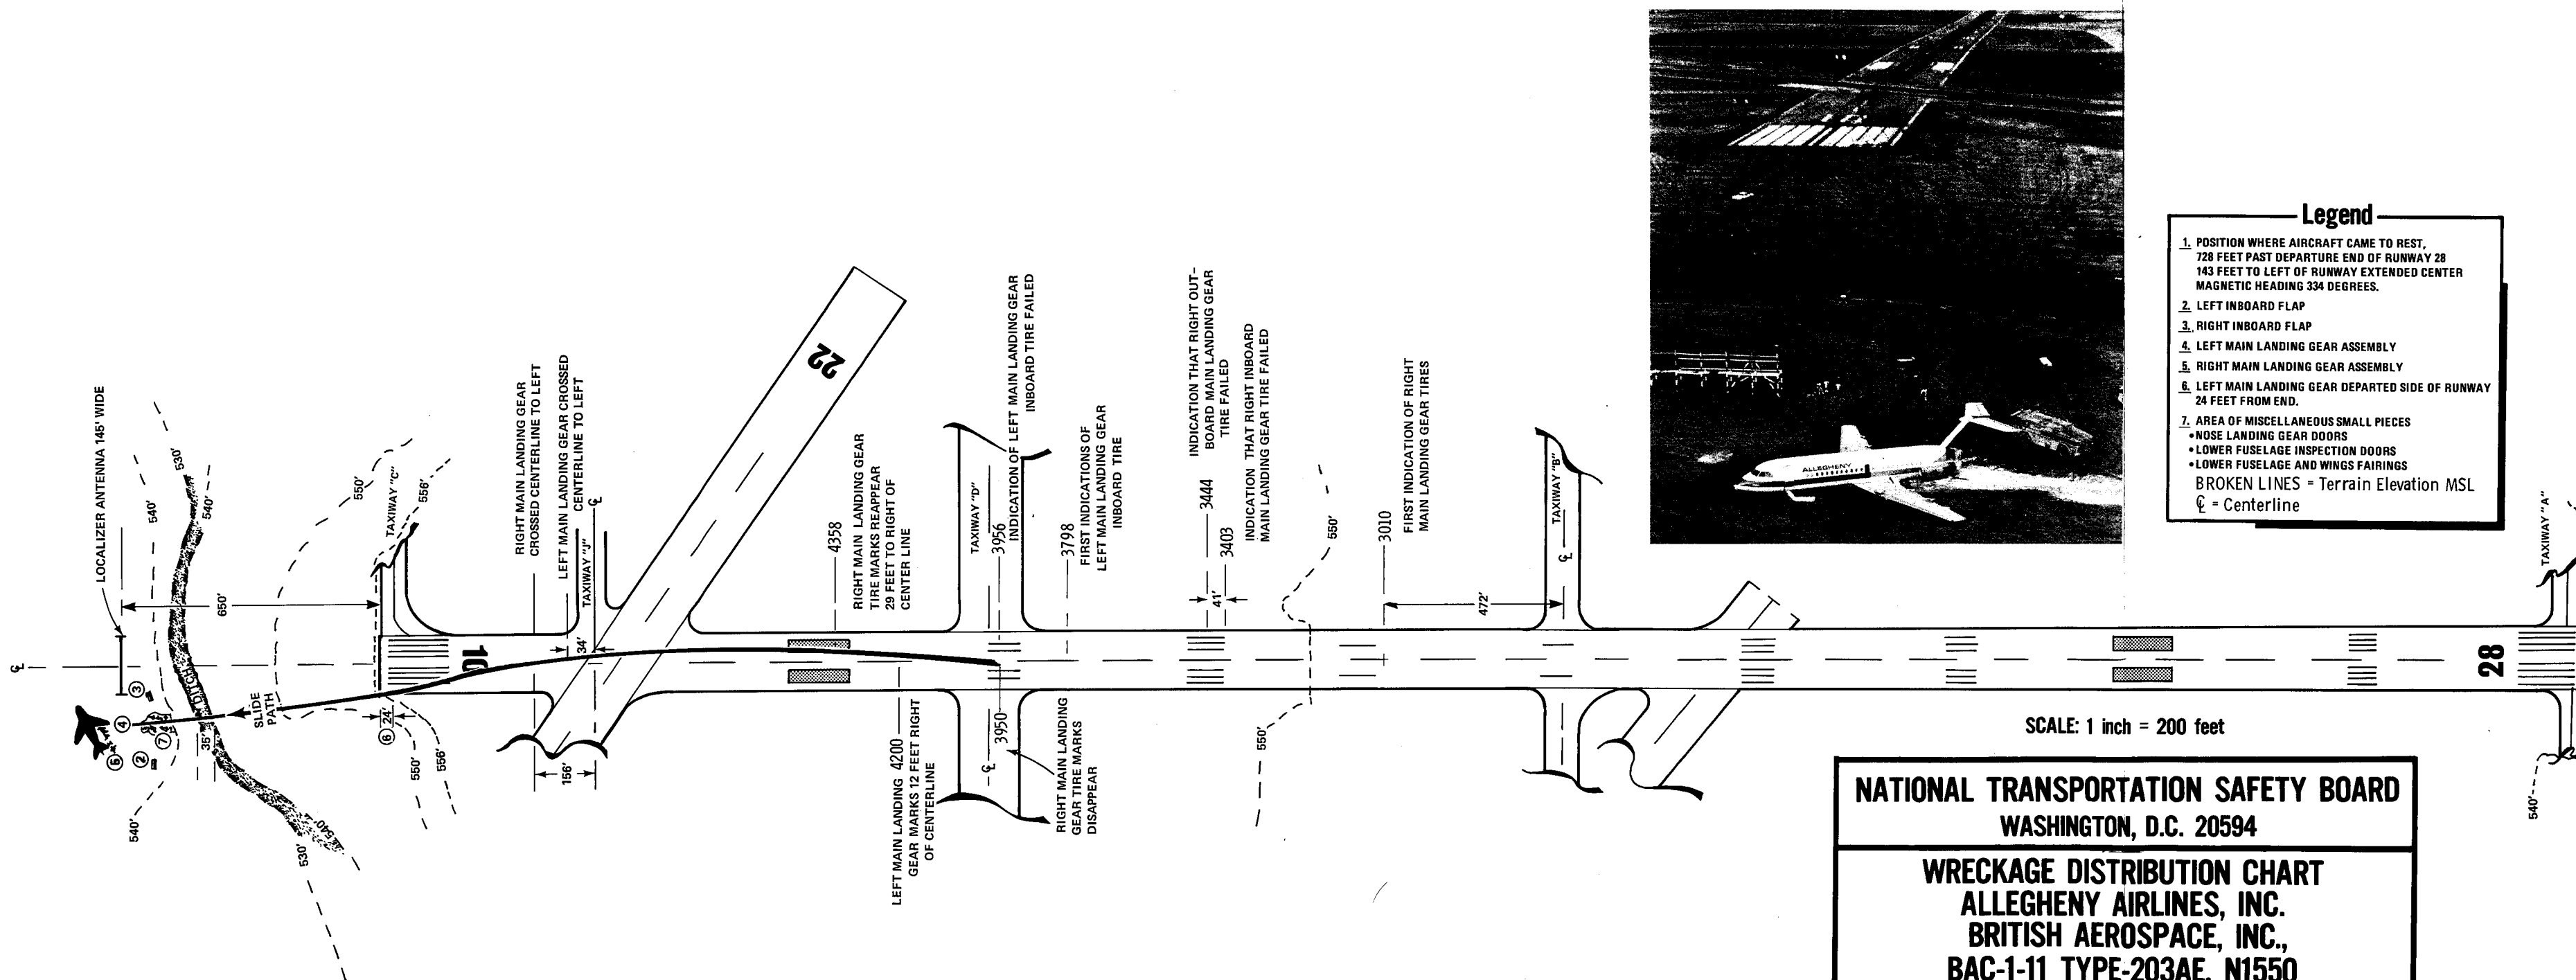 LOCALIZER ANTENNA 145' WIDE
540'
530'
540'
550'
TAXIWAY "C"
556'
650'
RIGHT MAIN LANDING GEAR
CROSSED CENTERLINE TO LEFT
LEFT MAIN LANDING GEAR CROSSED
CENTERLINE TO LEFT
TAXIWAY "J"
℄
34'
22
4358
RIGHT MAIN LANDING GEAR
TIRE MARKS REAPPEAR
29 FEET TO RIGHT OF
CENTER LINE
TAXIWAY "D"
3956
INDICATION OF LEFT MAIN LANDING GEAR
INBOARD TIRE FAILED
3798
FIRST INDICATIONS OF
LEFT MAIN LANDING GEAR
INBOARD TIRE
INDICATION THAT RIGHT OUT-
BOARD MAIN LANDING GEAR
TIRE FAILED
3444
3403
41'
INDICATION THAT RIGHT INBOARD
MAIN LANDING GEAR TIRE FAILED
550'
3010
FIRST INDICATION OF RIGHT
MAIN LANDING GEAR TIRES
472'
TAXIWAY "B"
℄
TAXIWAY "A"
ALLEGHENY
Legend
1. POSITION WHERE AIRCRAFT CAME TO REST,
728 FEET PAST DEPARTURE END OF RUNWAY 28
143 FEET TO LEFT OF RUNWAY EXTENDED CENTER
MAGNETIC HEADING 334 DEGREES.
2. LEFT INBOARD FLAP
3. RIGHT INBOARD FLAP
4. LEFT MAIN LANDING GEAR ASSEMBLY
5. RIGHT MAIN LANDING GEAR ASSEMBLY
6. LEFT MAIN LANDING GEAR DEPARTED SIDE OF RUNWAY
24 FEET FROM END.
7. AREA OF MISCELLANEOUS SMALL PIECES
•NOSE LANDING GEAR DOORS
•LOWER FUSELAGE INSPECTION DOORS
•LOWER FUSELAGE AND WINGS FAIRINGS
BROKEN LINES = Terrain Elevation MSL
℄ = Centerline
℄
3
4
7
2
5
DITCH
35'
SLIDE
PATH
10
24'
6
550'
556'
540'
530'
540'
156'
LEFT MAIN LANDING 4200
GEAR MARKS 12 FEET RIGHT
OF CENTERLINE
℄
3950
RIGHT MAIN LANDING
GEAR TIRE MARKS
DISAPPEAR
550'
28
540'
SCALE: 1 inch = 200 feet
NATIONAL TRANSPORTATION SAFETY BOARD
WASHINGTON, D.C. 20594
WRECKAGE DISTRIBUTION CHART
ALLEGHENY AIRLINES, INC.
BRITISH AEROSPACE, INC.,
BAC-1-11 TYPE-203AE, N1550